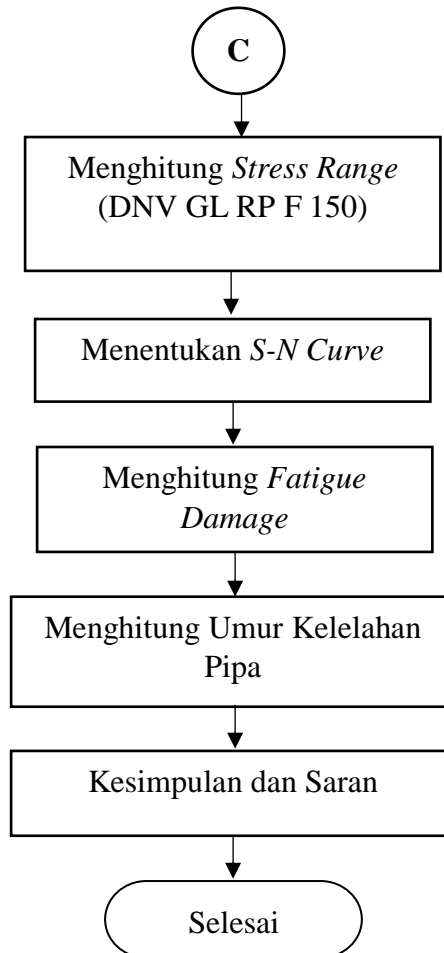 C
Menghitung Stress Range
(DNV GL RP F 150)
Menentukan S-N Curve
Menghitung Fatigue
Damage
Menghitung Umur Kelelahan
Pipa
Kesimpulan dan Saran
Selesai